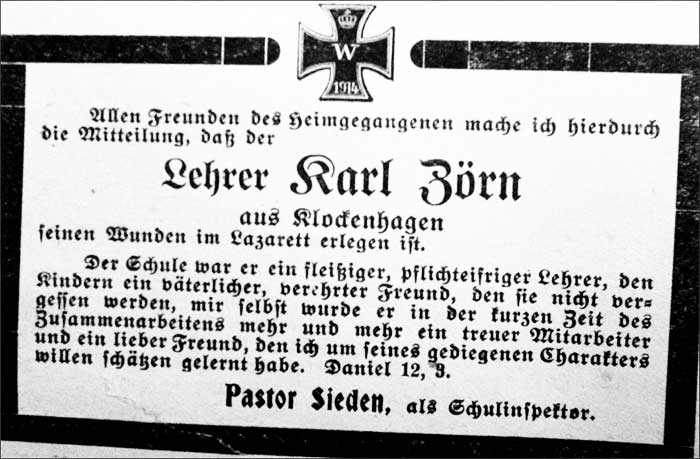 W
1914
Allen Freunden des Heimgegangenen mache ich hierdurch
die Mitteilung, daß der
Lehrer Karl Zörn
aus Klockenhagen
seinen Wunden im Lazarett erlegen ist.
Der Schule war er ein fleißiger, pflichteifriger Lehrer, den
Kindern ein väterlicher, verehrter Freund, den sie nicht ver-
gessen werden, mir selbst wurde er in der kurzen Zeit des
Zusammenarbeitens mehr und mehr ein treuer Mitarbeiter
und ein lieber Freund, den ich um seines gediegenen Charakters
willen schätzen gelernt habe. Daniel 12, 3.
Pastor Sieden, als Schulinspektor.